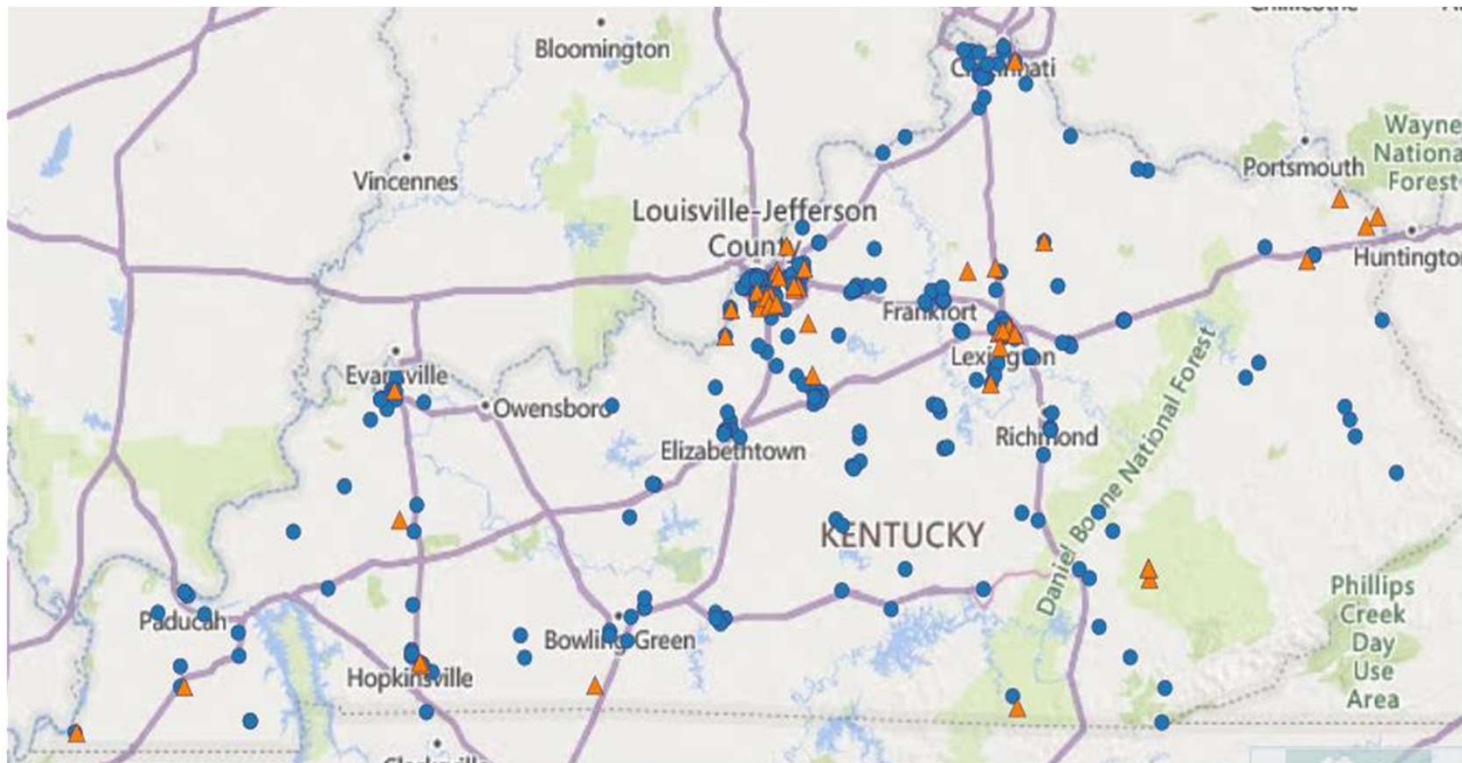 Bloomington
Cincinnati
Wayne
National
Forest
Portsmouth
Vincennes
Louisville-Jefferson
County
Huntington
Frankfort
Lexington
Evansville
Owensboro
Richmond
Elizabethtown
Daniel Boone National Forest
KENTUCKY
Phillips
Creek
Day
Use
Area
Paducah
Bowling Green
Hopkinsville